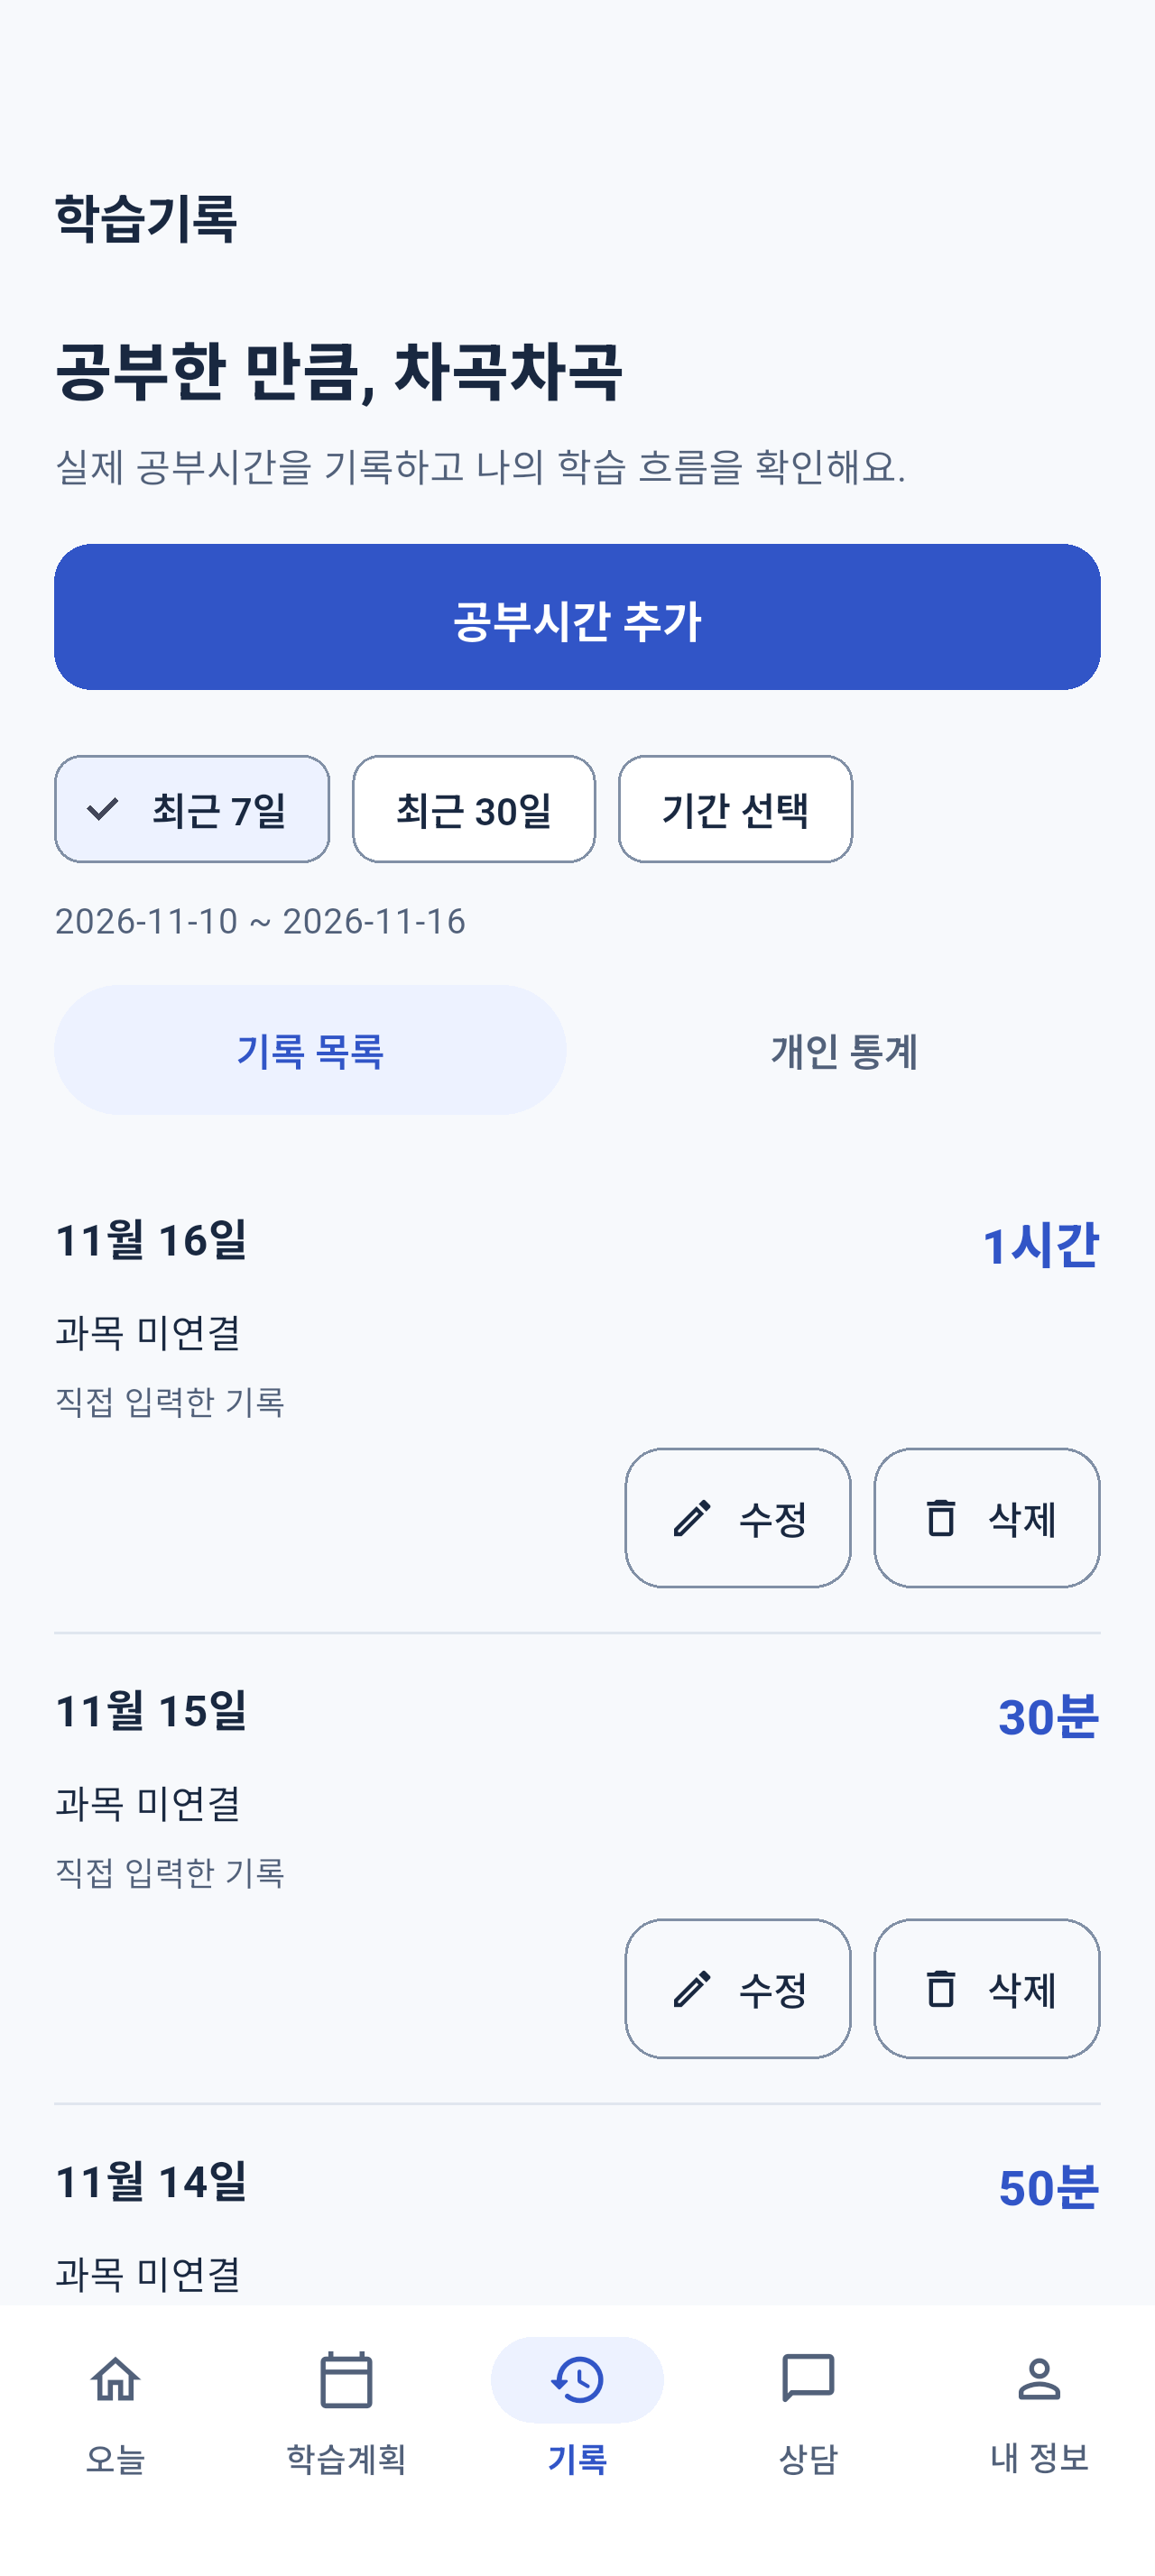 학습기록
공부한 만큼, 차곡차곡
실제 공부시간을 기록하고 나의 학습 흐름을 확인해요.
공부시간 추가
최근 7일 최근 30일 기간 선택
2026-11-10 ~ 2026-11-16
기록 목록 개인 통계
11월 16일 1시간
과목 미연결
직접 입력한 기록
수정 삭제
11월 15일 30분
과목 미연결
직접 입력한 기록
수정 삭제
11월 14일 50분
과목 미연결
오늘 학습계획 기록 상담 내 정보